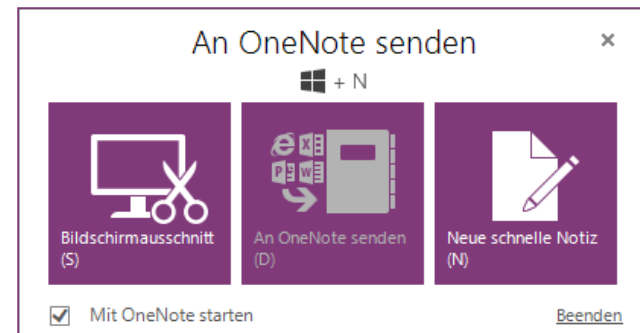 An OneNote senden
+ N
Bildschirmausschnitt
(S)
An OneNote senden
(D)
Neue schnelle Notiz
(N)
Mit OneNote starten
Beenden